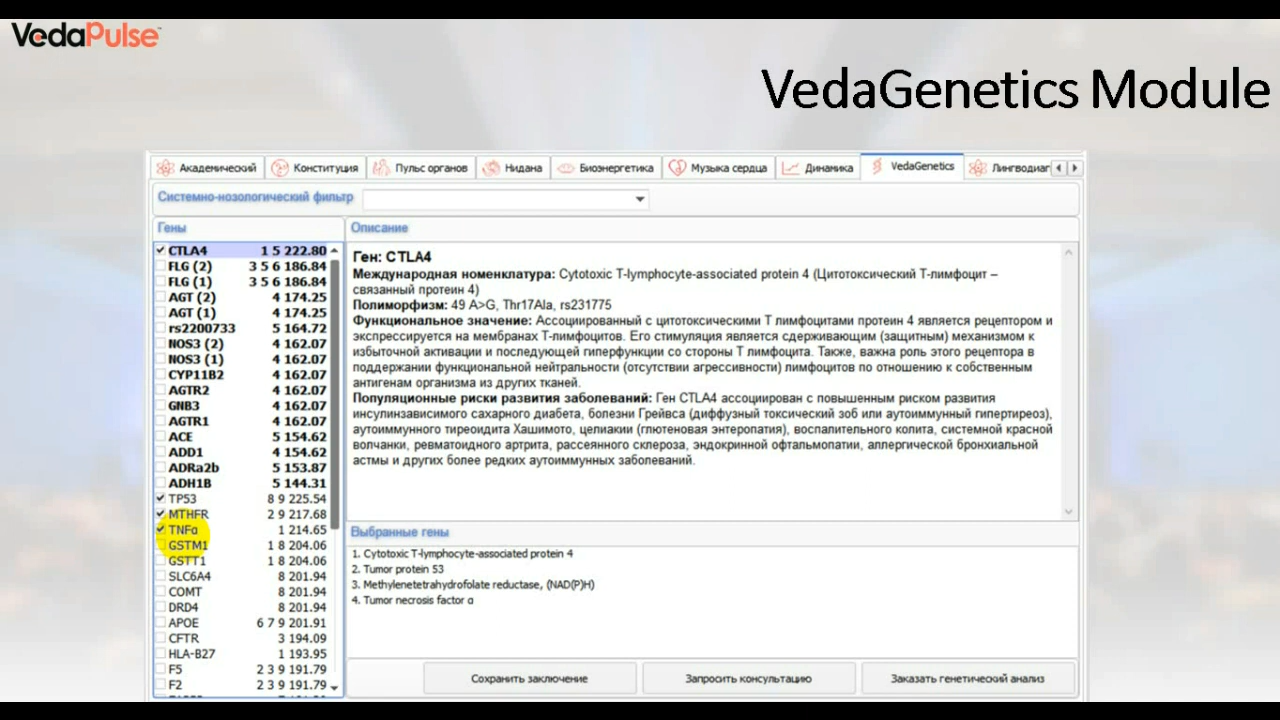 VedaPulse
VedaGenetics Module
Академический Конституция Пульс органов Нидана Биоэнергетика Музыка сердца Динамика VedaGenetics Лингводиаг
Системно-нозологический фильтр
Гены
CTLA4 1 5 222.80
FLG (2) 3 5 6 186.84
FLG (1) 3 5 6 186.84
AGT (2) 4 174.25
AGT (1) 4 174.25
rs2200733 5 164.72
NOS3 (2) 4 162.07
NOS3 (1) 4 162.07
CYP11B2 4 162.07
AGTR2 4 162.07
GNB3 4 162.07
AGTR1 4 162.07
ACE 5 154.62
ADD1 4 154.62
ADRa2b 5 153.87
ADH1B 5 144.31
TP53 8 9 225.54
MTHFR 2 9 217.68
TNFα 1 214.65
GSTM1 1 8 204.06
GSTT1 1 8 204.06
SLC6A4 8 201.94
COMT 8 201.94
DRD4 8 201.94
APOE 6 7 9 201.91
CFTR 3 194.09
HLA-B27 1 193.95
F5 2 3 9 191.79
F2 2 3 9 191.79
Описание
Ген: CTLA4
Международная номенклатура: Cytotoxic T-lymphocyte-associated protein 4 (Цитотоксический Т-лимфоцит –
связанный протеин 4)
Полиморфизм: 49 A>G, Thr17Ala, rs231775
Функциональное значение: Ассоциированный с цитотоксическими Т лимфоцитами протеин 4 является рецептором и
экспрессируется на мембранах Т-лимфоцитов. Его стимуляция является сдерживающим (защитным) механизмом к
избыточной активации и последующей гиперфункции со стороны Т лимфоцита. Также, важна роль этого рецептора в
поддержании функциональной нейтральности (отсутствии агрессивности) лимфоцитов по отношению к собственным
антигенам организма из других тканей.
Популяционные риски развития заболеваний: Ген CTLA4 ассоциирован с повышенным риском развития
инсулинзависимого сахарного диабета, болезни Грейвса (диффузный токсический зоб или аутоиммунный гипертиреоз),
аутоиммунного тиреоидита Хашимото, целиакии (глютеновая энтеропатия), воспалительного колита, системной красной
волчанки, ревматоидного артрита, рассеянного склероза, эндокринной офтальмопатии, аллергической бронхиальной
астмы и других более редких аутоиммунных заболеваний.
Выбранные гены
1. Cytotoxic T-lymphocyte-associated protein 4
2. Tumor protein 53
3. Methylenetetrahydrofolate reductase, (NAD(P)H)
4. Tumor necrosis factor α
Сохранить заключение Запросить консультацию Заказать генетический анализ